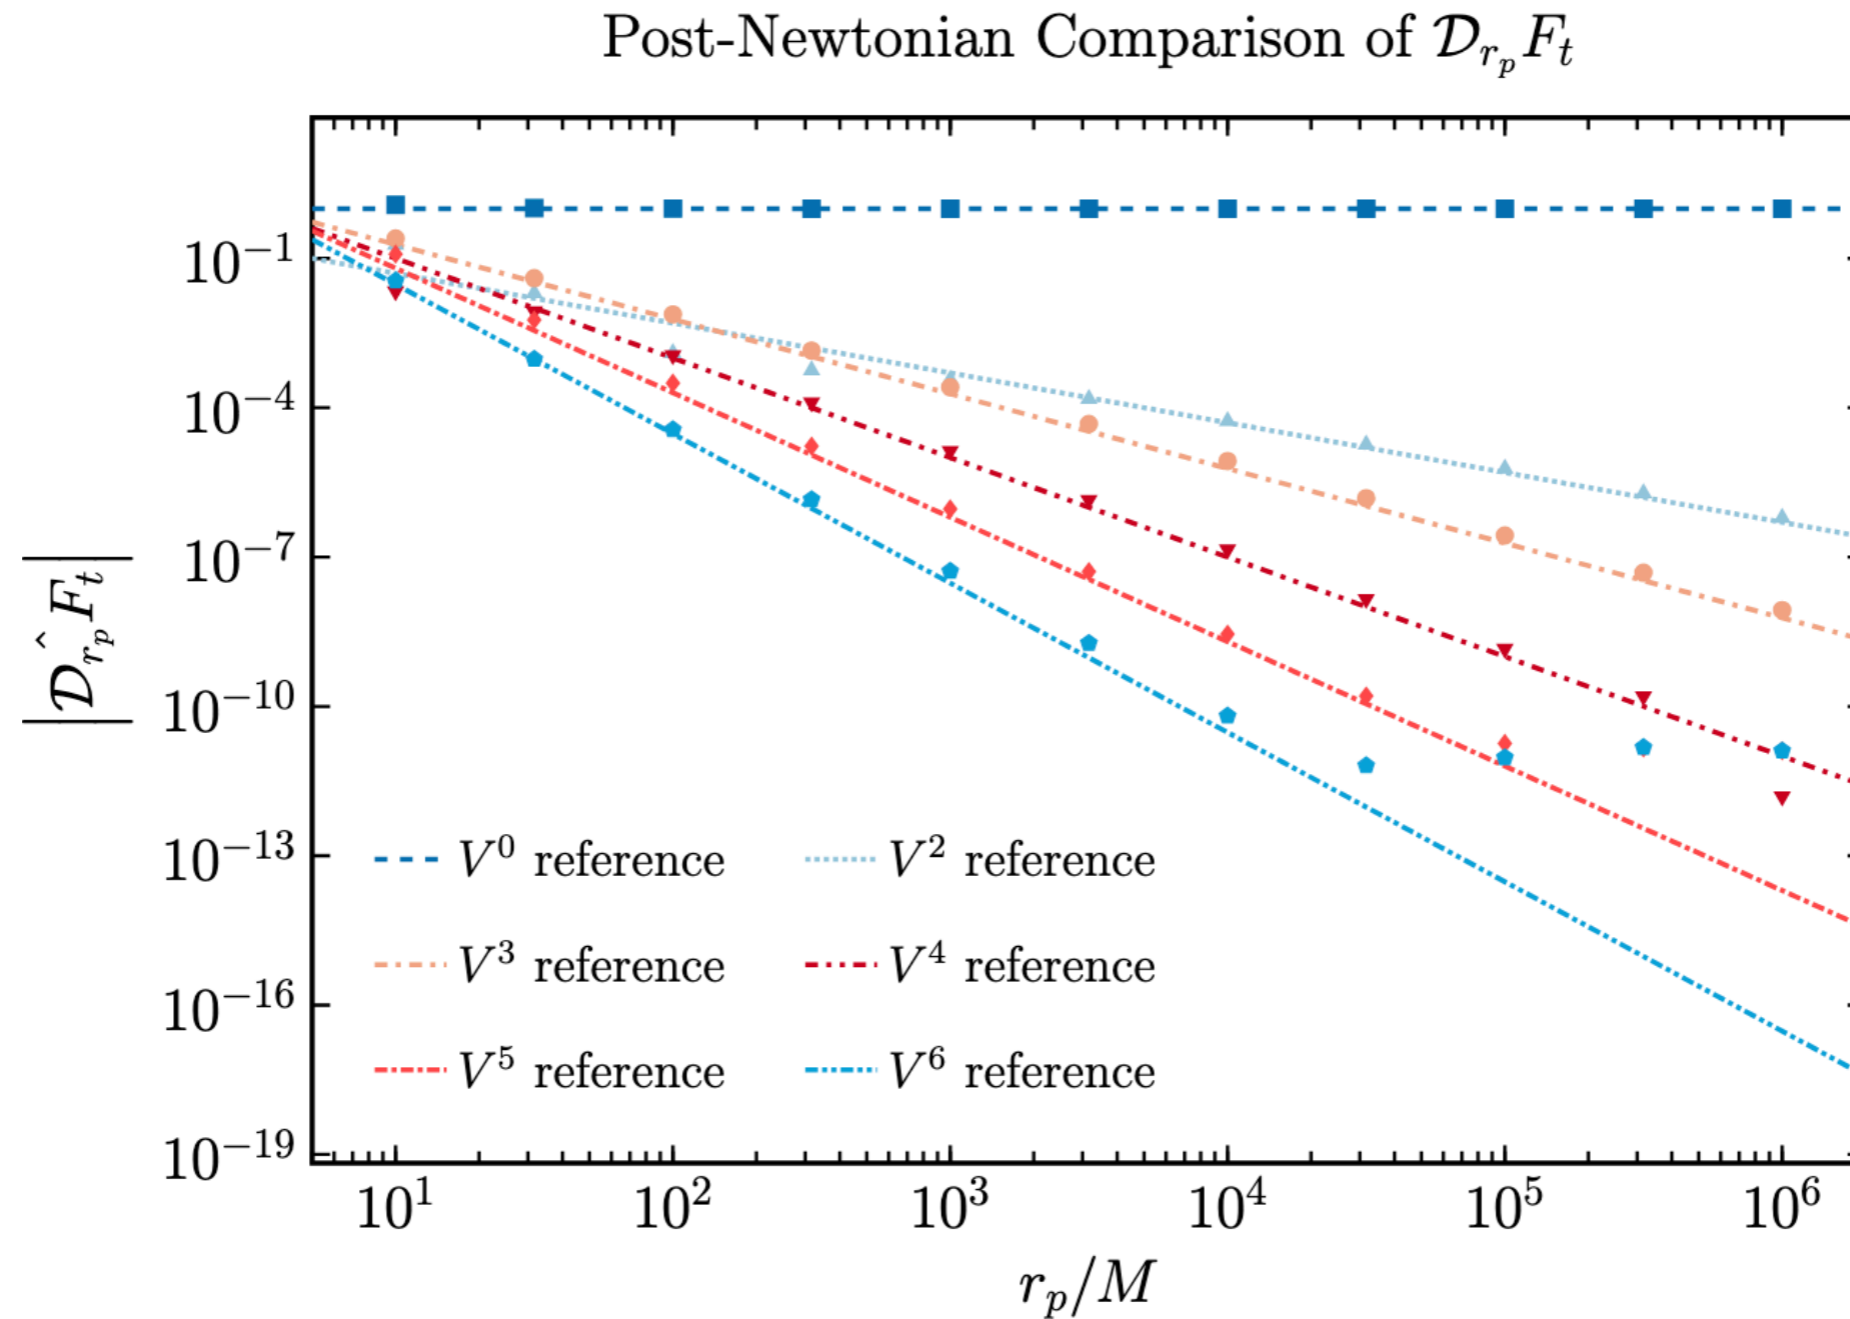 Post-Newtonian Comparison of 𝒟_{r_p}F_t
|𝒟̂_{r_p}F_t|
10^{-1}
10^{-4}
10^{-7}
10^{-10}
10^{-13}
10^{-16}
10^{-19}
V^0 reference V^2 reference
V^3 reference V^4 reference
V^5 reference V^6 reference
10^1 10^2 10^3 10^4 10^5 10^6
r_p/M